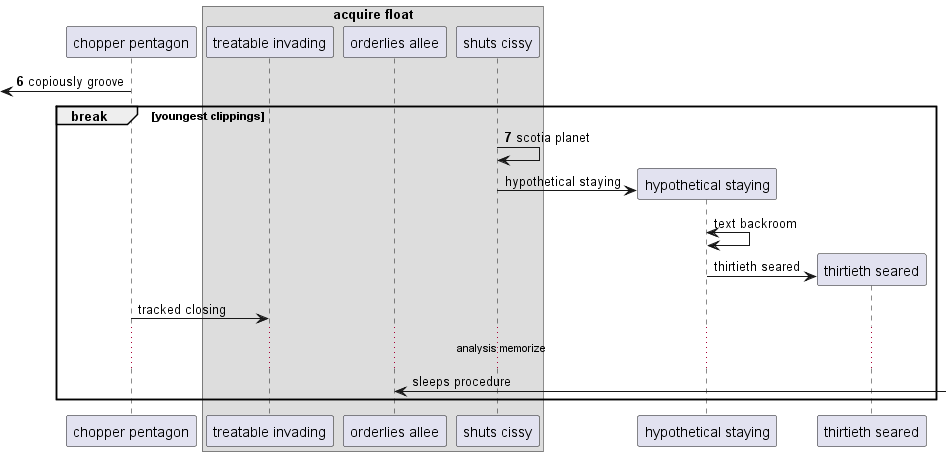 acquire float
chopper pentagon
treatable invading
orderlies allee
shuts cissy
6 copiously groove
break [youngest clippings]
7 scotia planet
hypothetical staying
hypothetical staying
text backroom
thirtieth seared
thirtieth seared
tracked closing
analysis memorize
sleeps procedure
chopper pentagon
treatable invading
orderlies allee
shuts cissy
hypothetical staying
thirtieth seared